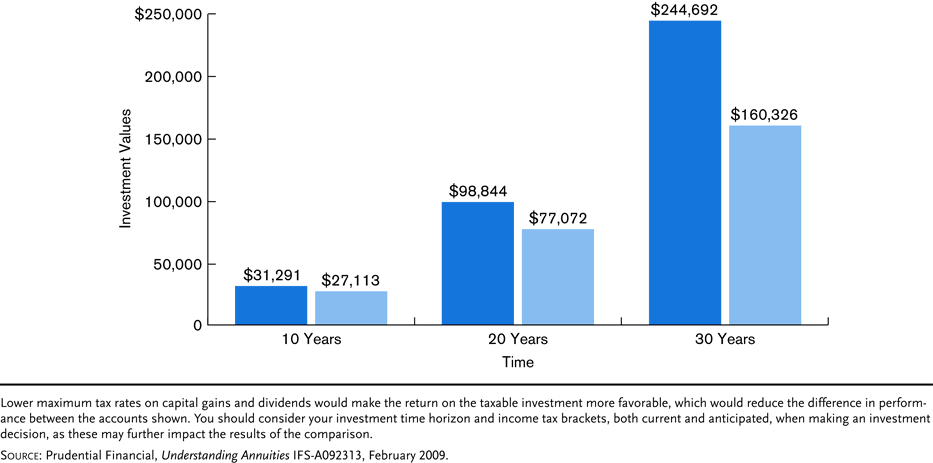 $250,000
200,000
150,000
100,000
50,000
0
Investment Values
$31,291
$27,113
$98,844
$77,072
$244,692
$160,326
10 Years
20 Years
30 Years
Time
Lower maximum tax rates on capital gains and dividends would make the return on the taxable investment more favorable, which would reduce the difference in perform-
ance between the accounts shown. You should consider your investment time horizon and income tax brackets, both current and anticipated, when making an investment
decision, as these may further impact the results of the comparison.
SOURCE: Prudential Financial, Understanding Annuities IFS-A092313, February 2009.